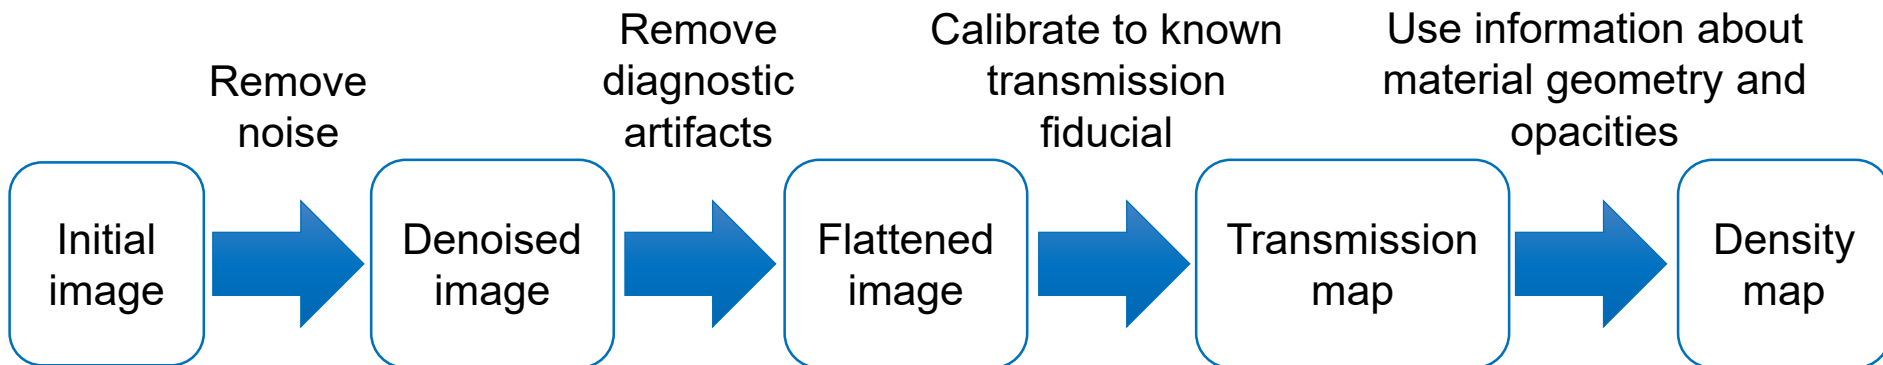 Remove
noise
Remove
diagnostic
artifacts
Calibrate to known
transmission
fiducial
Use information about
material geometry and
opacities
Initial
image
Denoised
image
Flattened
image
Transmission
map
Density
map